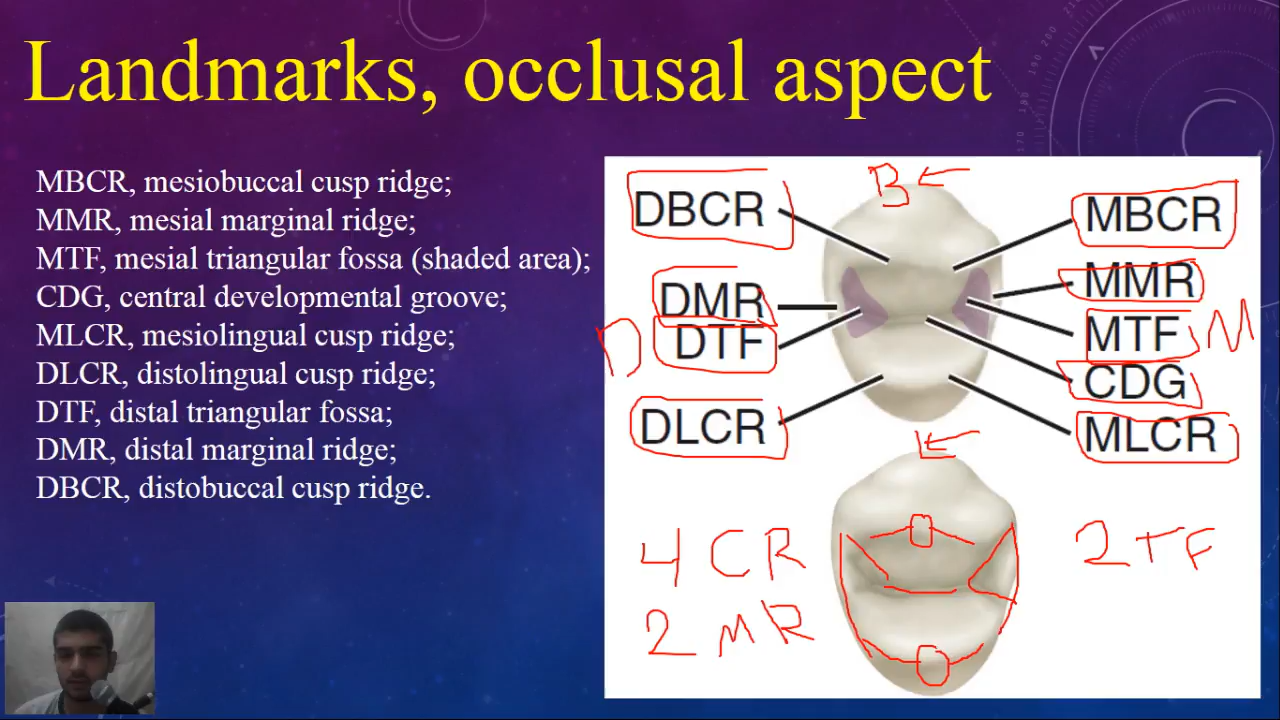 Landmarks, occlusal aspect
MBCR, mesiobuccal cusp ridge;
MMR, mesial marginal ridge;
MTF, mesial triangular fossa (shaded area);
CDG, central developmental groove;
MLCR, mesiolingual cusp ridge;
DLCR, distolingual cusp ridge;
DTF, distal triangular fossa;
DMR, distal marginal ridge;
DBCR, distobuccal cusp ridge.
B
DBCR
MBCR
DMR
MMR
D
DTF
MTF
M
CDG
DLCR
MLCR
L
4 CR
2 TF
2 MR